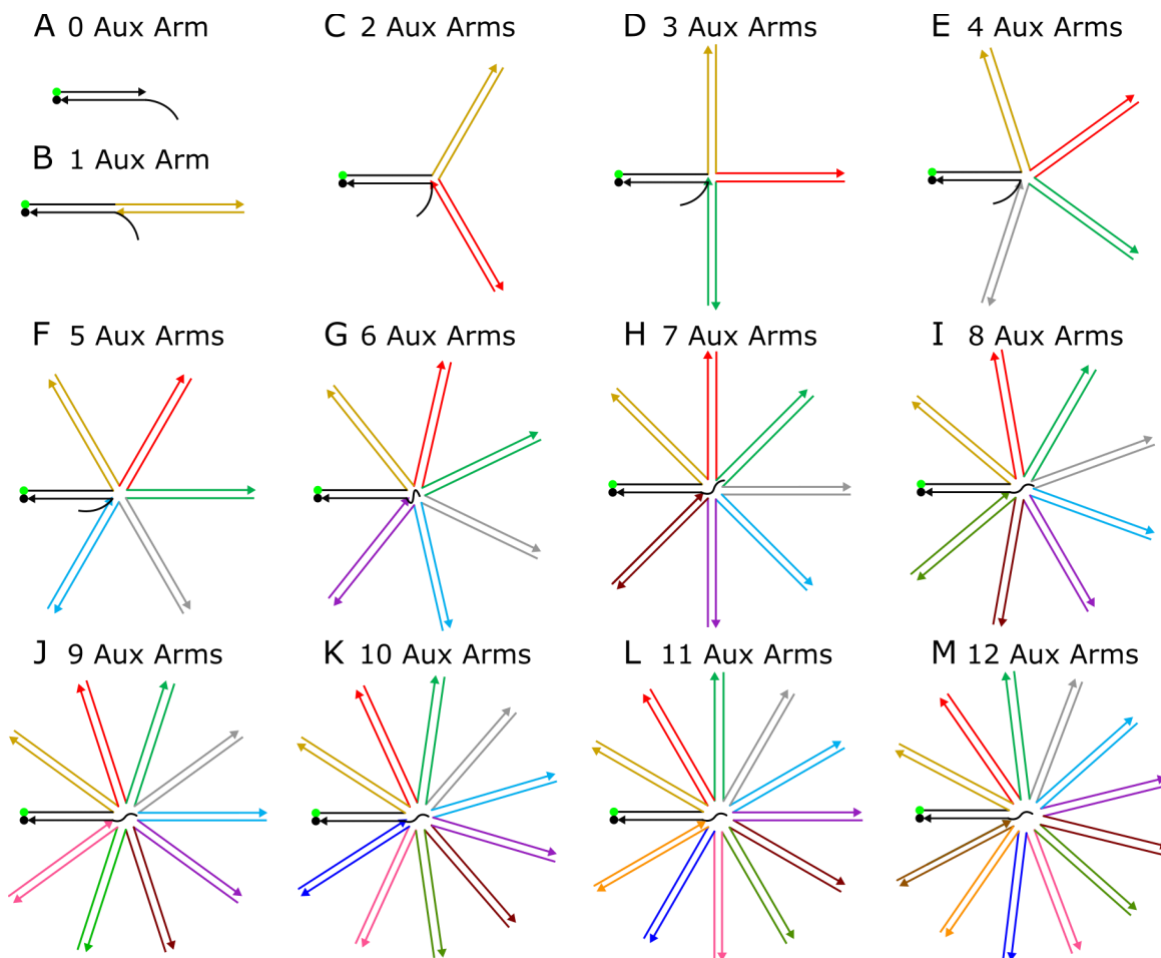 A 0 Aux Arm
B 1 Aux Arm
C 2 Aux Arms
D 3 Aux Arms
E 4 Aux Arms
F 5 Aux Arms
G 6 Aux Arms
H 7 Aux Arms
I 8 Aux Arms
J 9 Aux Arms
K 10 Aux Arms
L 11 Aux Arms
M 12 Aux Arms